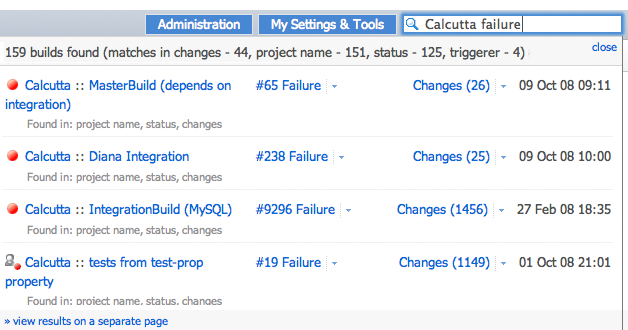 Administration My Settings & Tools Calcutta failure
159 builds found (matches in changes - 44, project name - 151, status - 125, triggerer - 4) close
Calcutta :: MasterBuild (depends on #65 Failure Changes (26) 09 Oct 08 09:11
integration)
Found in: project name, status, changes
Calcutta :: Diana Integration #238 Failure Changes (25) 09 Oct 08 10:00
Found in: project name, status, changes
Calcutta :: IntegrationBuild (MySQL) #9296 Failure Changes (1456) 27 Feb 08 18:35
Found in: project name, status, changes
Calcutta :: tests from test-prop #19 Failure Changes (1149) 01 Oct 08 21:01
property
Found in: project name, status, changes
» view results on a separate page